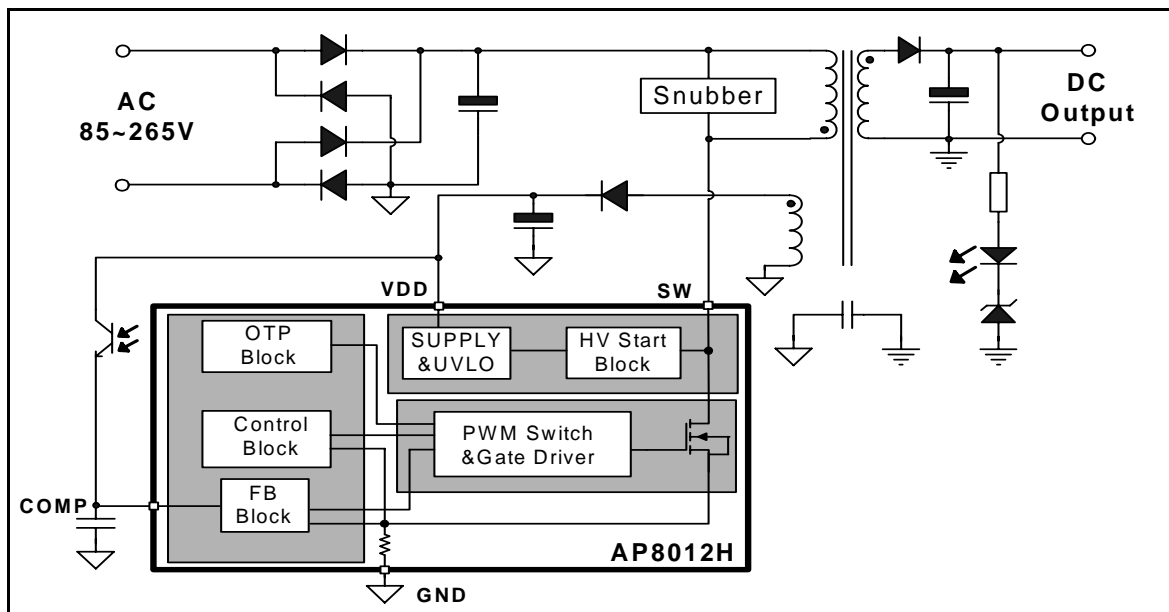 AC
85~265V
Snubber
DC
Output
VDD
SW
OTP
Block
SUPPLY
&UVLO
HV Start
Block
Control
Block
PWM Switch
&Gate Driver
FB
Block
COMP
AP8012H
GND